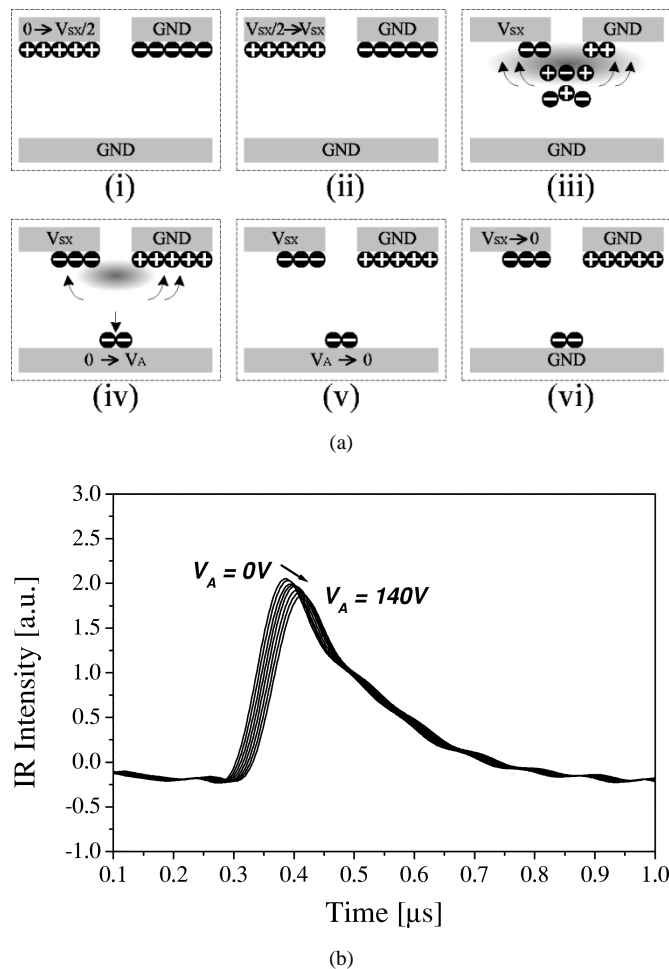 0 → VSX/2 GND
GND
(i)
VSX/2→VSX GND
GND
(ii)
VSX GND
GND
(iii)
VSX GND
0 → VA
(iv)
VSX GND
VA → 0
(v)
VSX → 0 GND
GND
(vi)
(a)
IR Intensity [a.u.]
3.0
2.5
2.0
1.5
1.0
0.5
0.0
-0.5
-1.0
VA = 0V
VA = 140V
0.1 0.2 0.3 0.4 0.5 0.6 0.7 0.8 0.9 1.0
Time [µs]
(b)